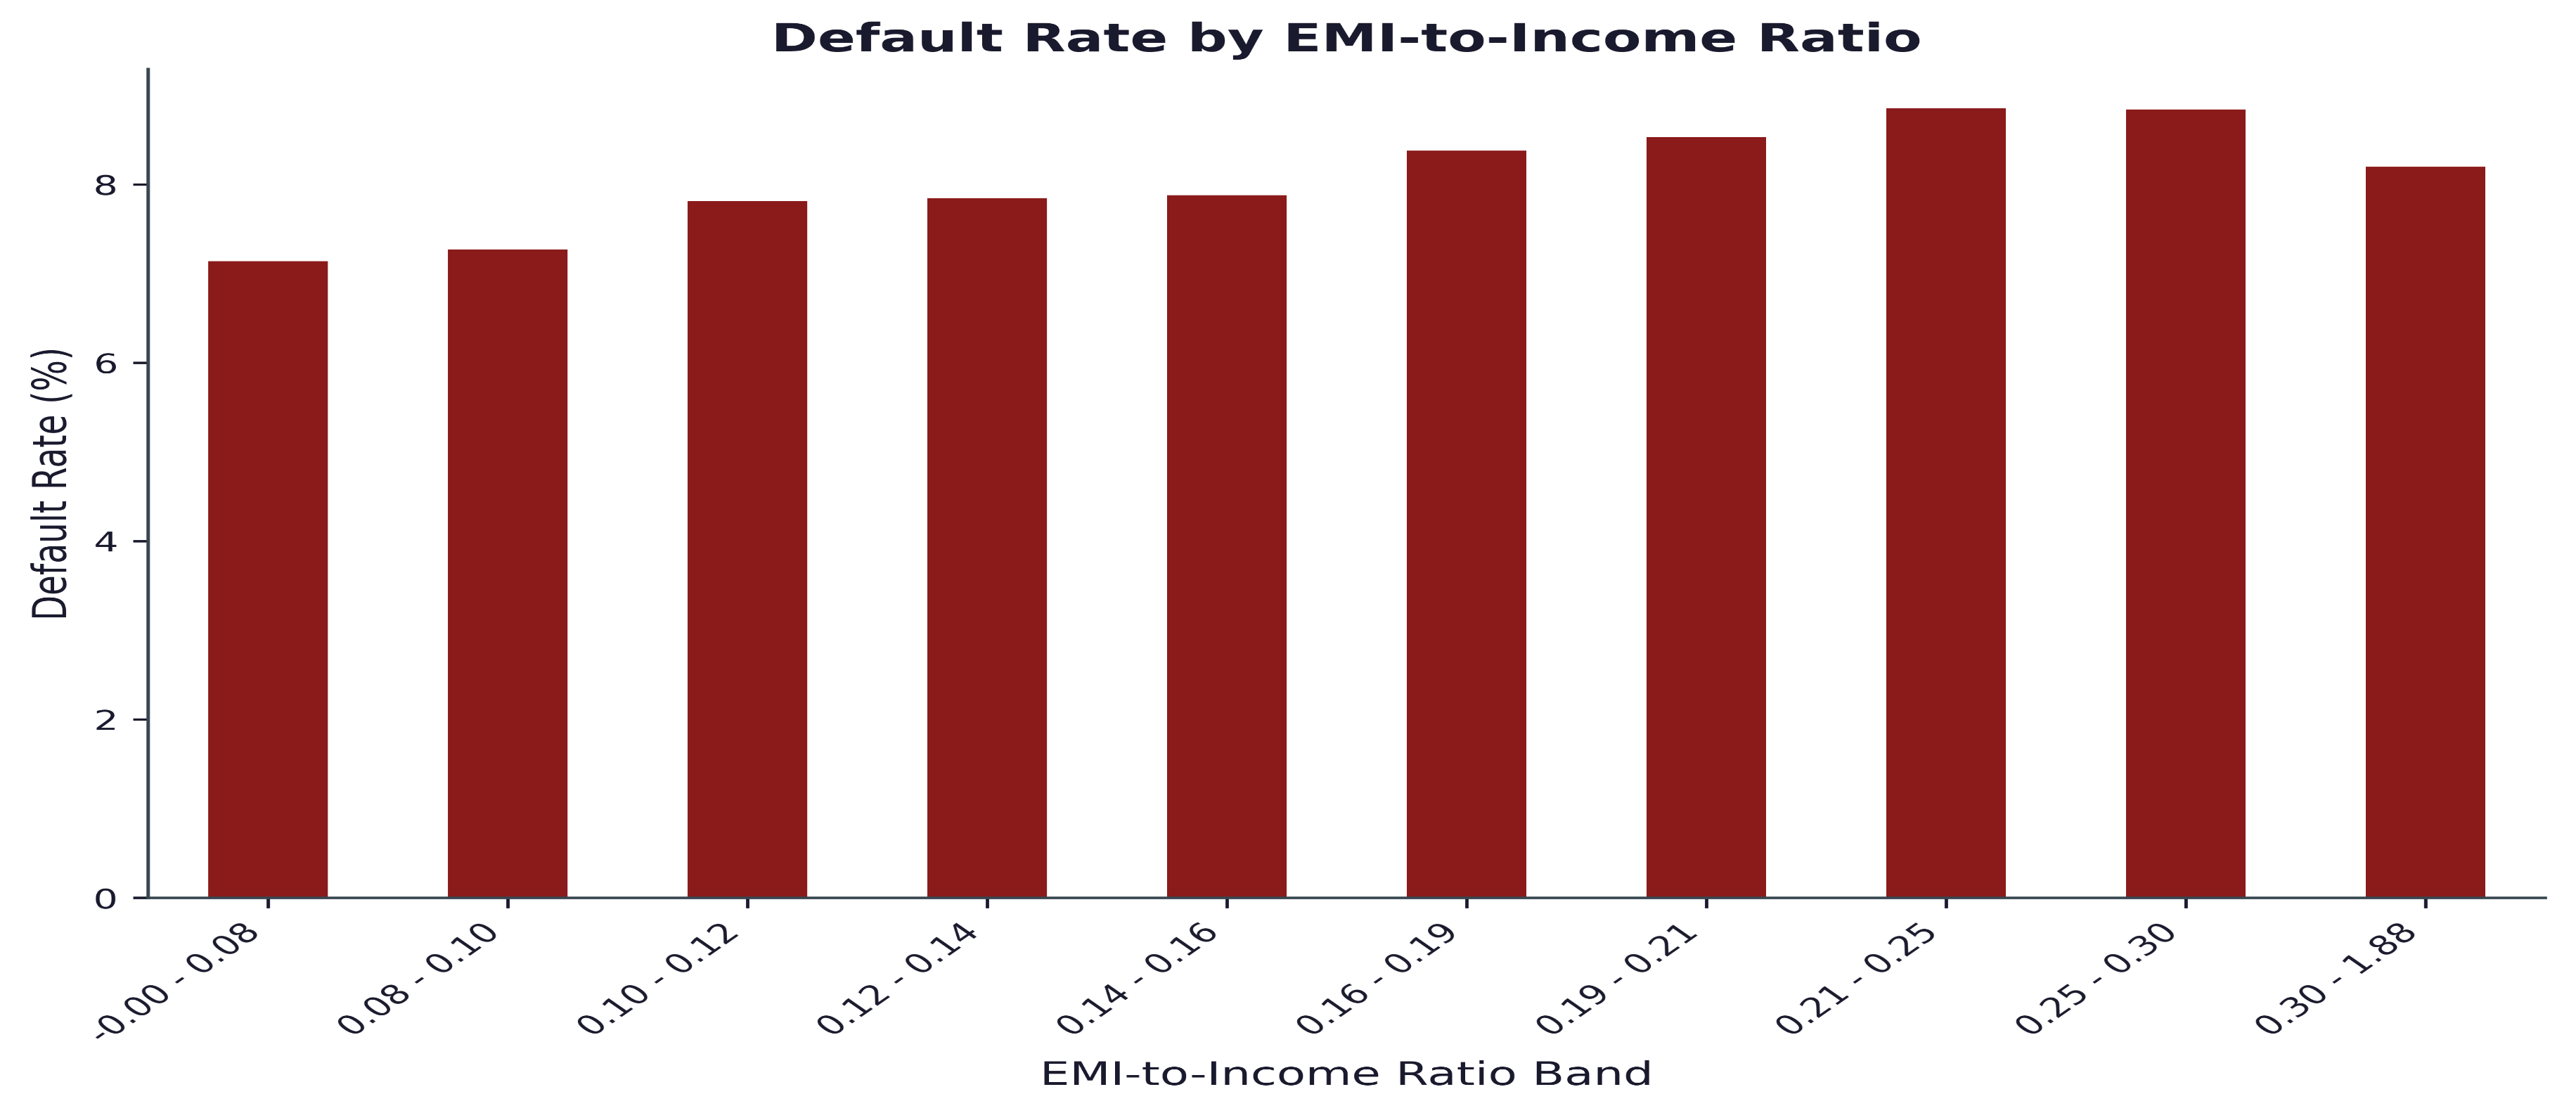 Default Rate by EMI-to-Income Ratio
Default Rate (%)
8
6
4
2
0
-0.00 - 0.08
0.08 - 0.10
0.10 - 0.12
0.12 - 0.14
0.14 - 0.16
0.16 - 0.19
0.19 - 0.21
0.21 - 0.25
0.25 - 0.30
0.30 - 1.88
EMI-to-Income Ratio Band